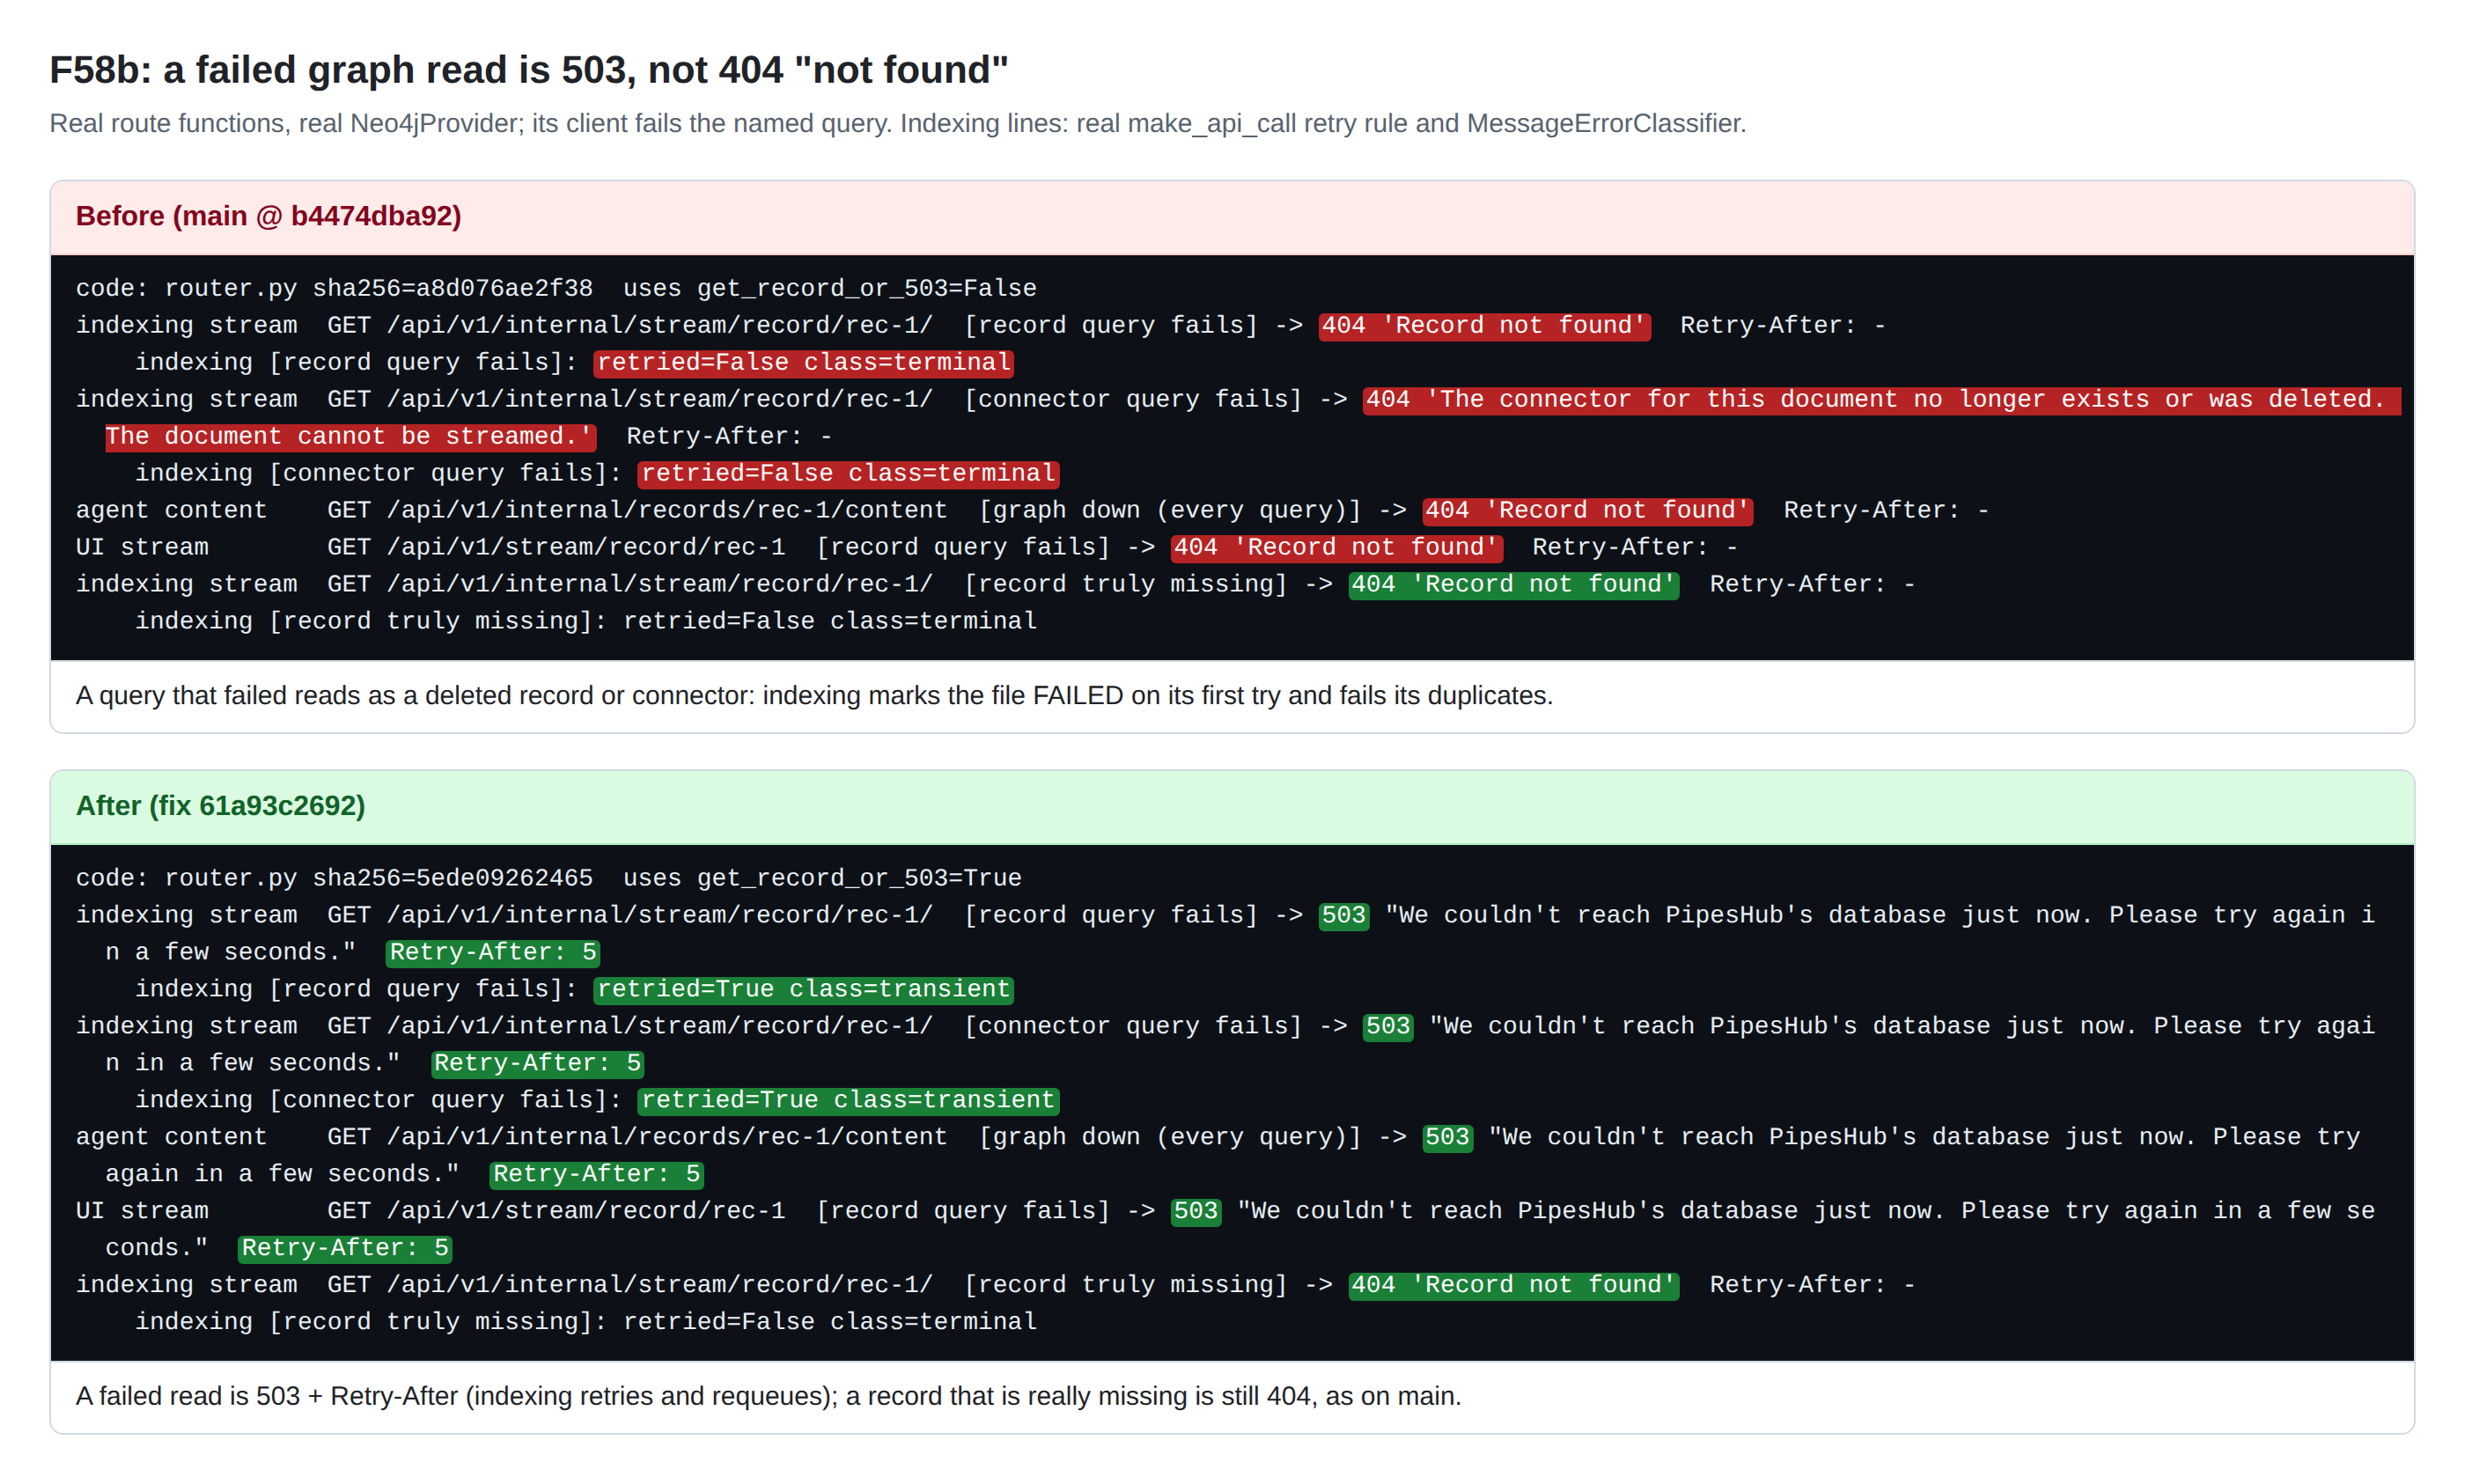 F58b: a failed graph read is 503, not 404 "not found"
Real route functions, real Neo4jProvider; its client fails the named query. Indexing lines: real make_api_call retry rule and MessageErrorClassifier.
Before (main @ b4474dba92)
code: router.py sha256=a8d076ae2f38  uses get_record_or_503=False
indexing stream  GET /api/v1/internal/stream/record/rec-1/  [record query fails] -> 404 'Record not found'  Retry-After: -
    indexing [record query fails]: retried=False class=terminal
indexing stream  GET /api/v1/internal/stream/record/rec-1/  [connector query fails] -> 404 'The connector for this document no longer exists or was deleted.
  The document cannot be streamed.'  Retry-After: -
    indexing [connector query fails]: retried=False class=terminal
agent content    GET /api/v1/internal/records/rec-1/content  [graph down (every query)] -> 404 'Record not found'  Retry-After: -
UI stream        GET /api/v1/stream/record/rec-1  [record query fails] -> 404 'Record not found'  Retry-After: -
indexing stream  GET /api/v1/internal/stream/record/rec-1/  [record truly missing] -> 404 'Record not found'  Retry-After: -
    indexing [record truly missing]: retried=False class=terminal
A query that failed reads as a deleted record or connector: indexing marks the file FAILED on its first try and fails its duplicates.
After (fix 61a93c2692)
code: router.py sha256=5ede09262465  uses get_record_or_503=True
indexing stream  GET /api/v1/internal/stream/record/rec-1/  [record query fails] -> 503 "We couldn't reach PipesHub's database just now. Please try again i
  n a few seconds."  Retry-After: 5
    indexing [record query fails]: retried=True class=transient
indexing stream  GET /api/v1/internal/stream/record/rec-1/  [connector query fails] -> 503 "We couldn't reach PipesHub's database just now. Please try agai
  n in a few seconds."  Retry-After: 5
    indexing [connector query fails]: retried=True class=transient
agent content    GET /api/v1/internal/records/rec-1/content  [graph down (every query)] -> 503 "We couldn't reach PipesHub's database just now. Please try
  again in a few seconds."  Retry-After: 5
UI stream        GET /api/v1/stream/record/rec-1  [record query fails] -> 503 "We couldn't reach PipesHub's database just now. Please try again in a few se
  conds."  Retry-After: 5
indexing stream  GET /api/v1/internal/stream/record/rec-1/  [record truly missing] -> 404 'Record not found'  Retry-After: -
    indexing [record truly missing]: retried=False class=terminal
A failed read is 503 + Retry-After (indexing retries and requeues); a record that is really missing is still 404, as on main.